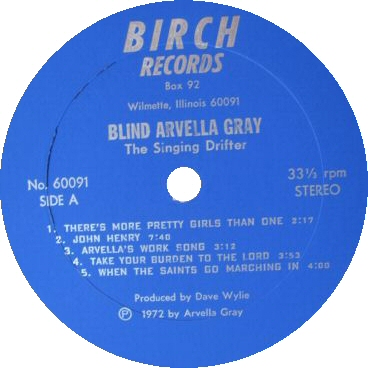 BIRCH
RECORDS
Box 92
Wilmette, Illinois 60091
BLIND ARVELLA GRAY
The Singing Drifter
No. 60091
SIDE A
33⅓ rpm
STEREO
1. THERE'S MORE PRETTY GIRLS THAN ONE 2:17
2. JOHN HENRY 7:40
3. ARVELLA'S WORK SONG 3:12
4. TAKE YOUR BURDEN TO THE LORD 3:53
5. WHEN THE SAINTS GO MARCHING IN 4:00
Produced by Dave Wylie
℗ 1972 by Arvella Gray